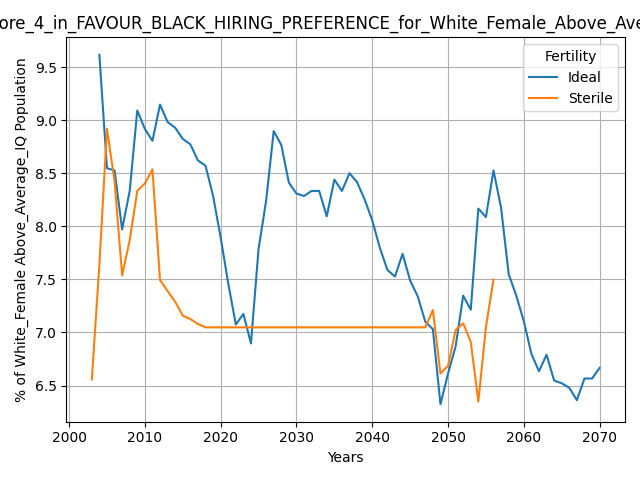 ore_4_in_FAVOUR_BLACK_HIRING_PREFERENCE_for_White_Female_Above_Ave
Fertility
Ideal
Sterile
% of White_Female Above_Average_IQ Population
9.5
9.0
8.5
8.0
7.5
7.0
6.5
2000 2010 2020 2030 2040 2050 2060 2070
Years